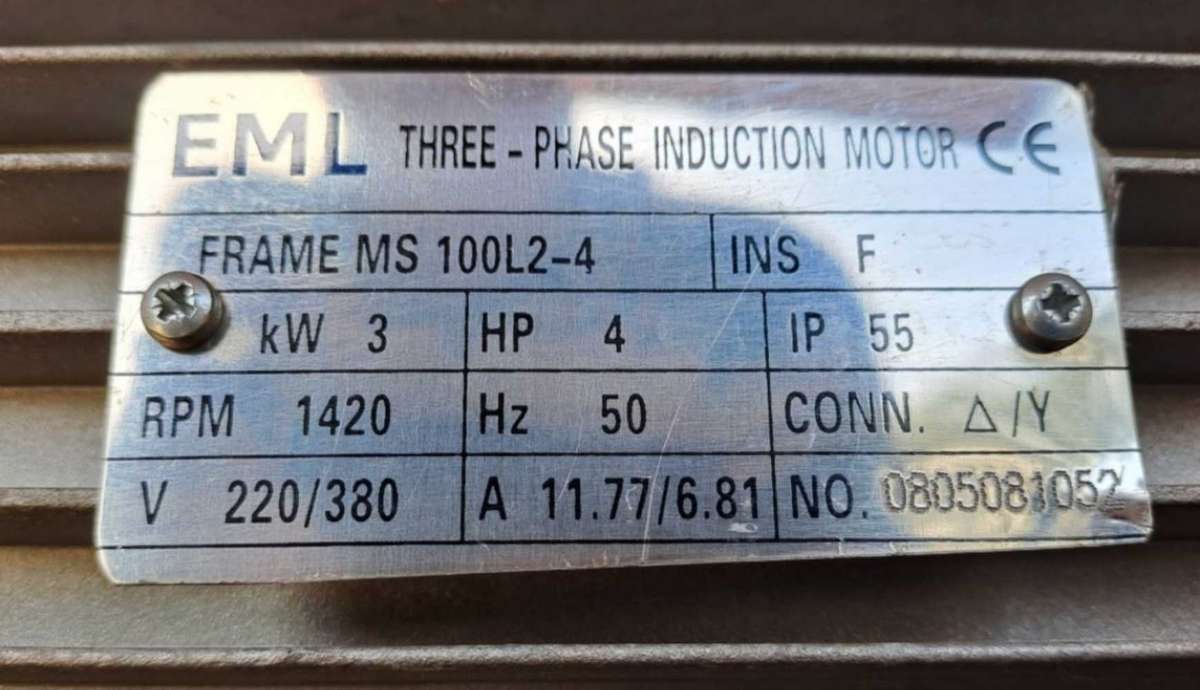 EML THREE-PHASE INDUCTION MOTOR CE
FRAME MS 100L2-4 INS F
kW 3 HP 4 IP 55
RPM 1420 Hz 50 CONN. Δ/Y
V 220/380 A 11.77/6.81 NO. 0805081052